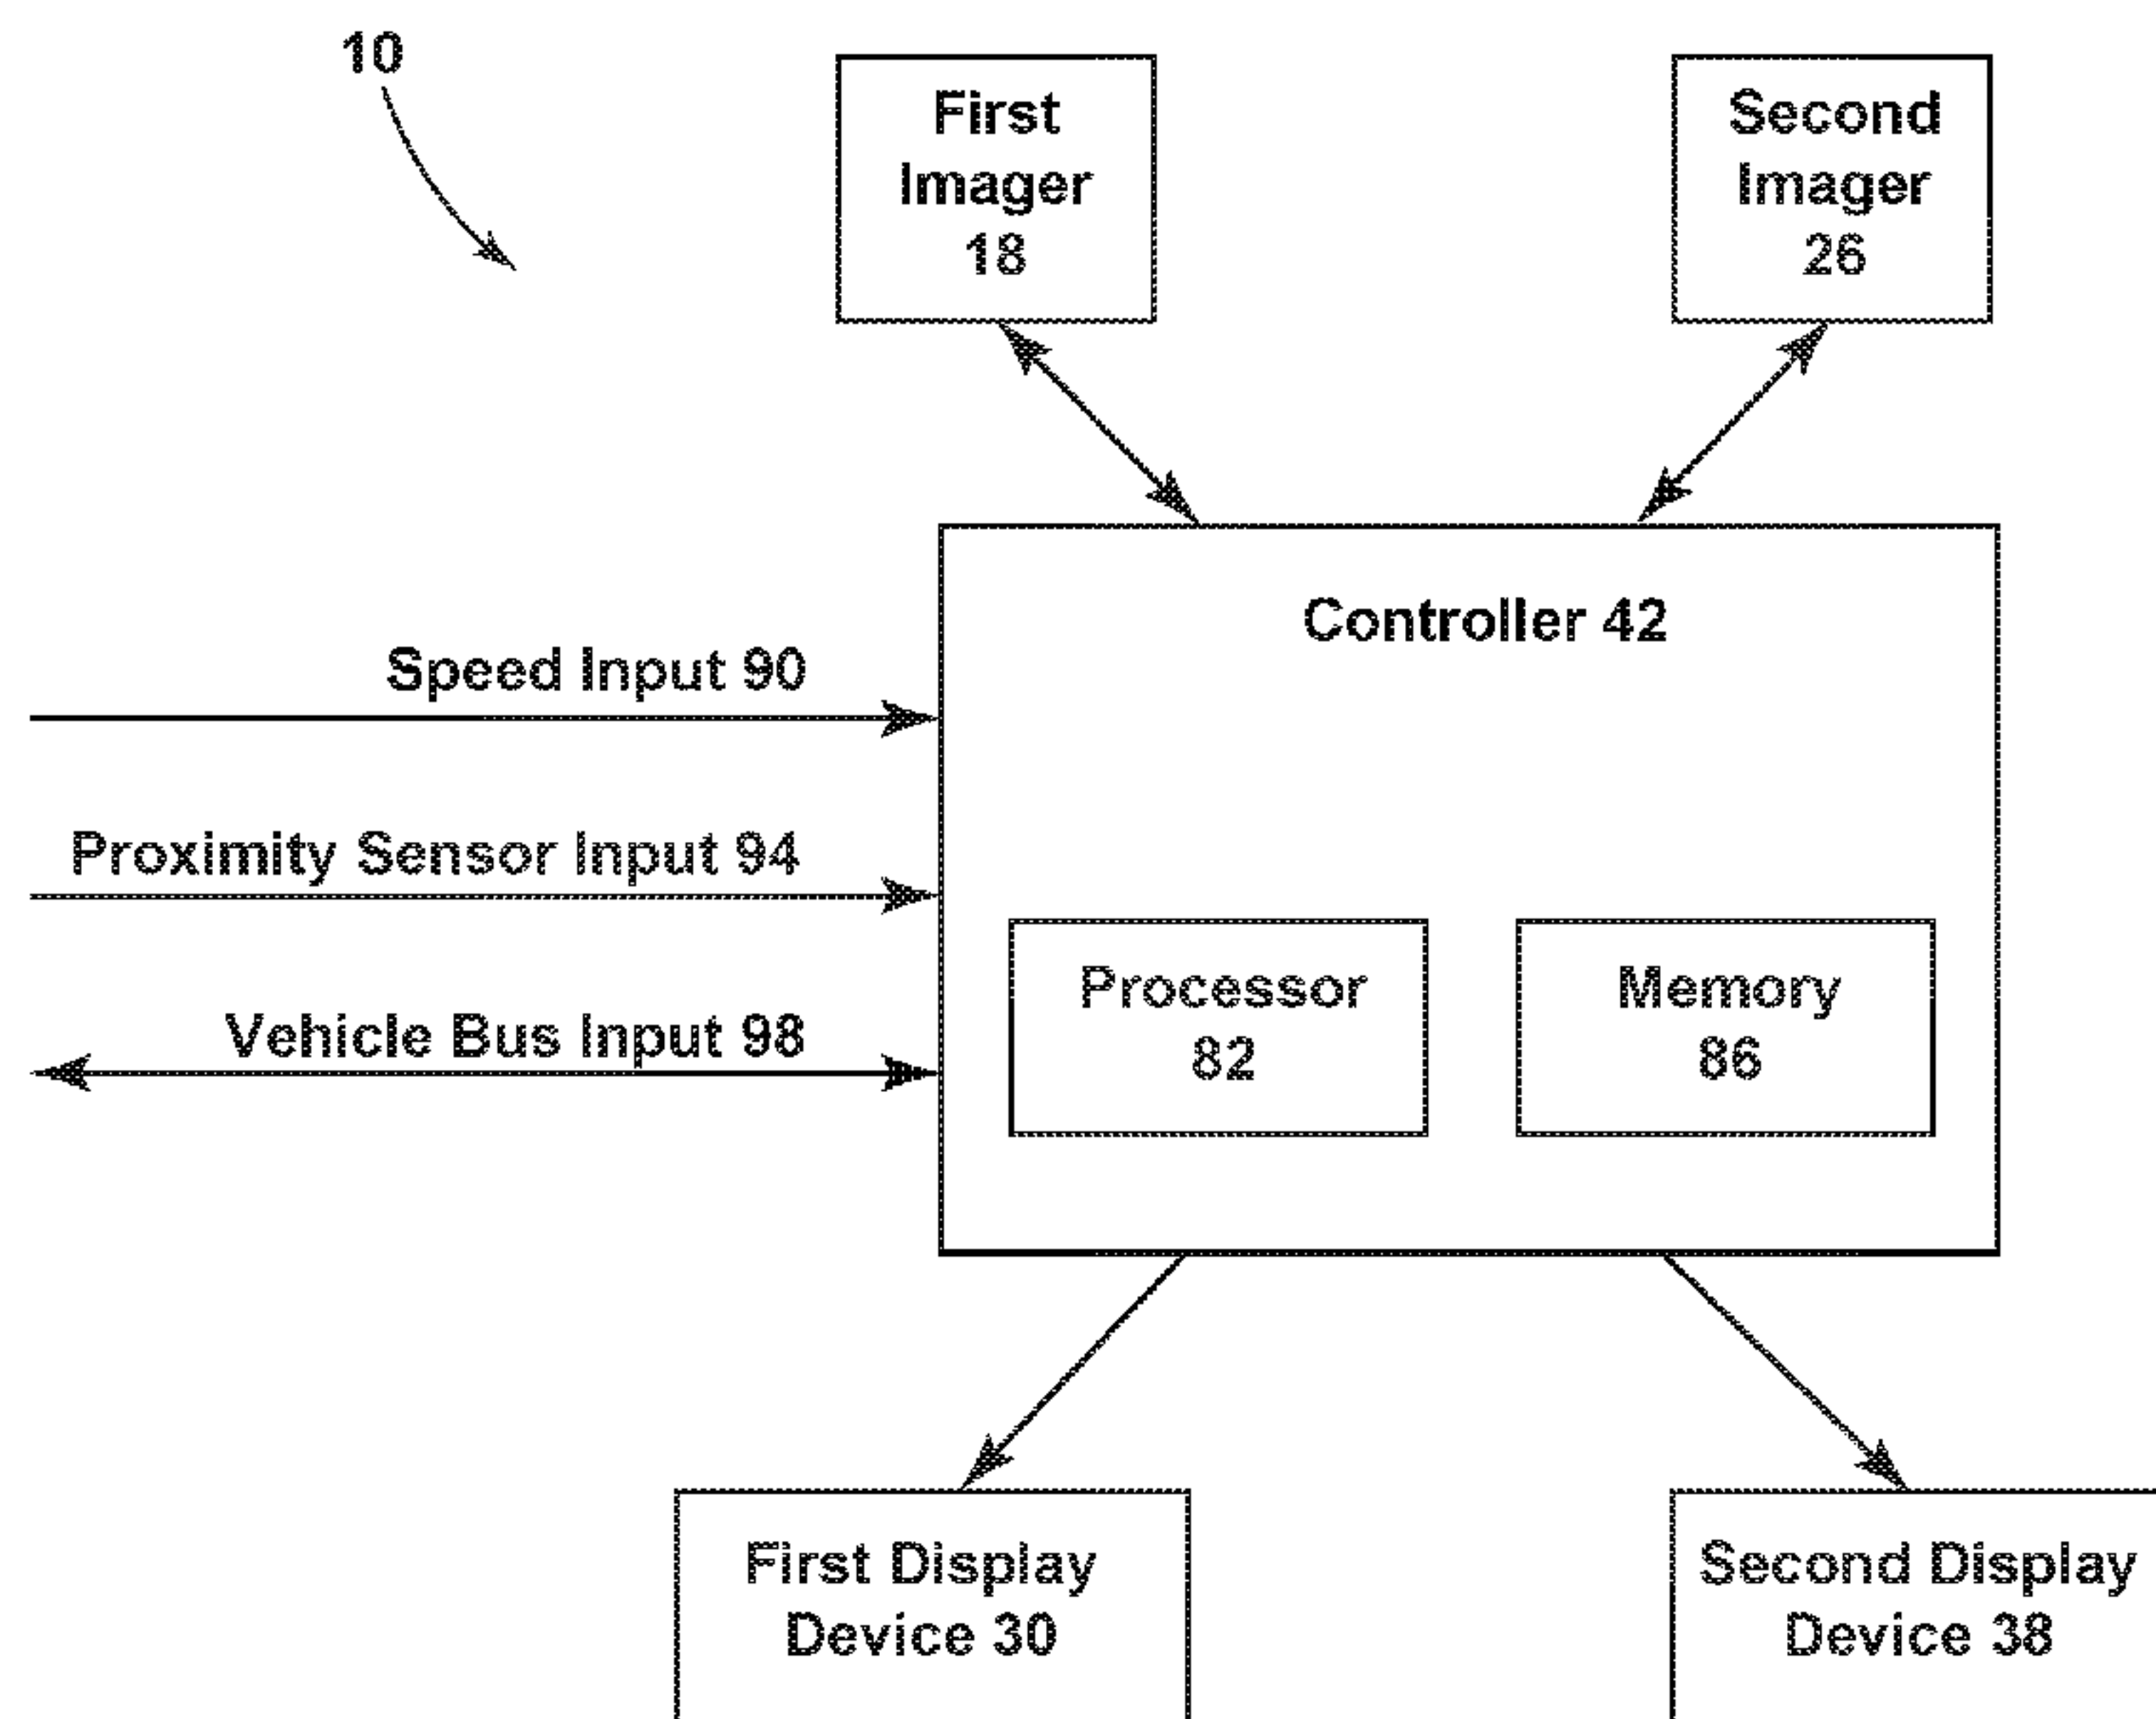 10
First
Imager
18
Second
Imager
26
Controller 42
Speed Input 90
Proximity Sensor Input 94
Vehicle Bus Input 98
Processor
82
Memory
86
First Display
Device 30
Second Display
Device 38